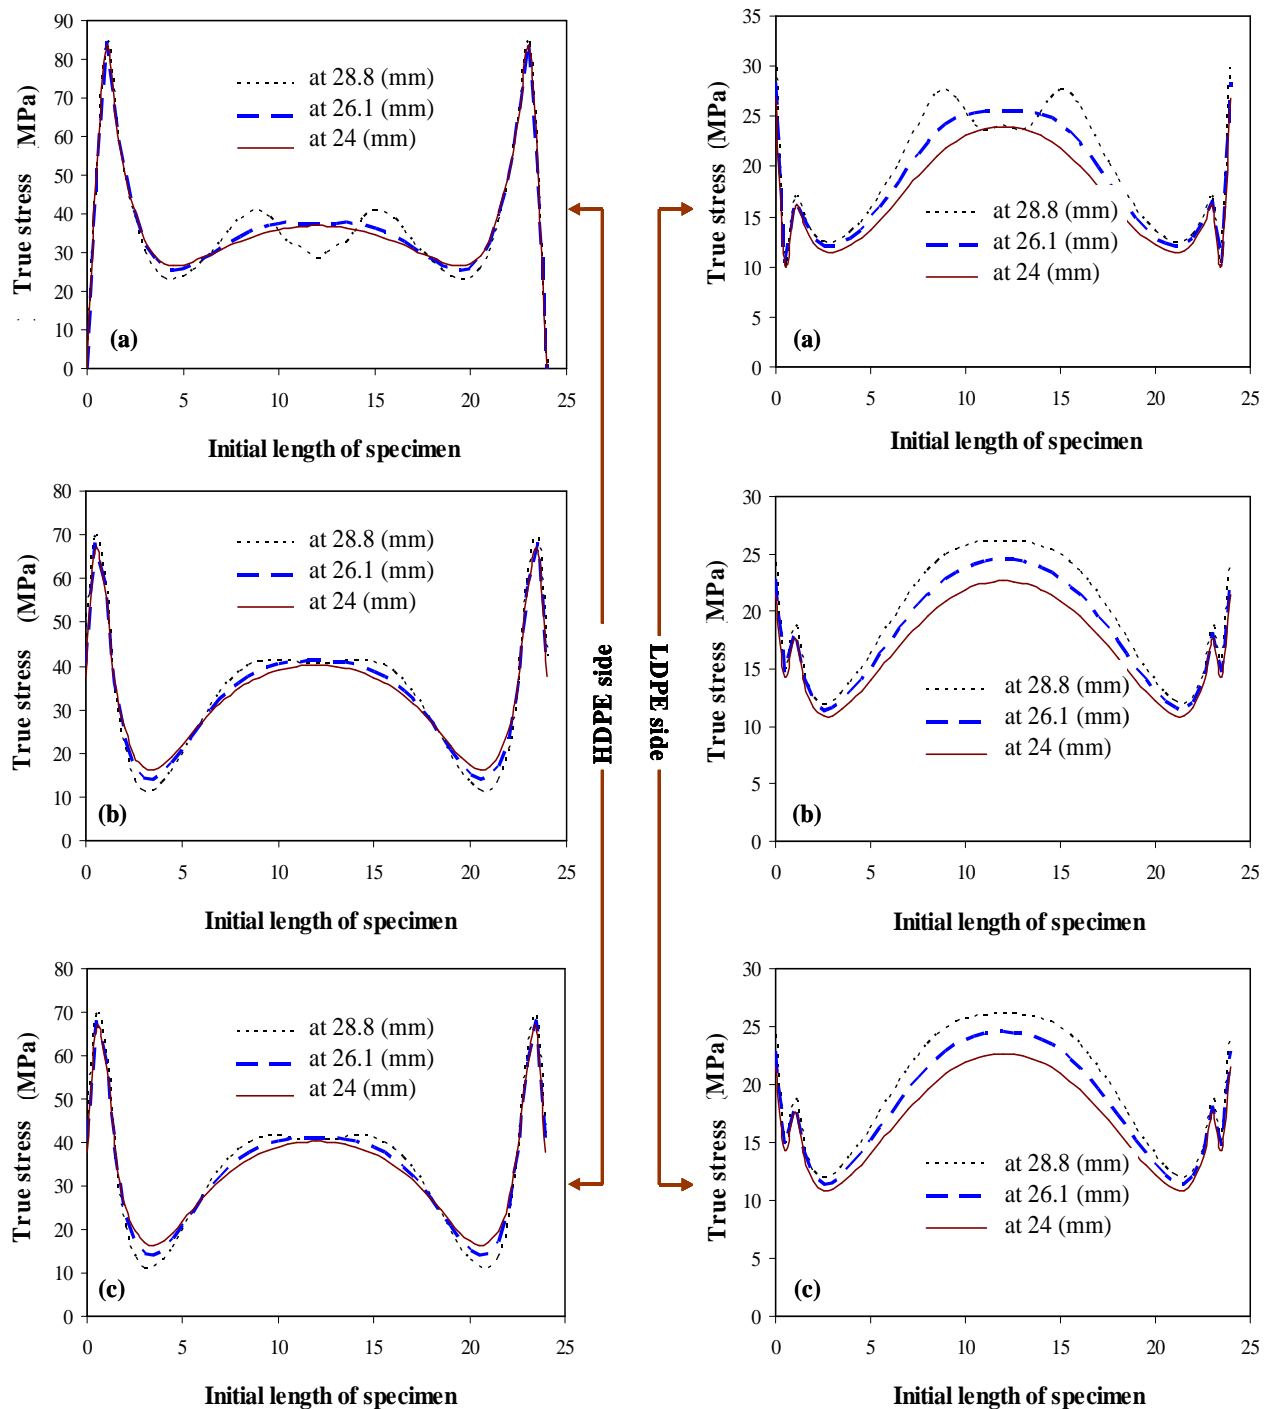 90
80
70
60
50
40
30
20
10
0
True stress MPa)
at 28.8 (mm)
at 26.1 (mm)
at 24 (mm)
(a)
0 5 10 15 20 25
Initial length of specimen
35
30
25
20
15
10
5
0
True stress (MPa)
at 28.8 (mm)
at 26.1 (mm)
at 24 (mm)
(a)
0 5 10 15 20 25
Initial length of specimen
80
70
60
50
40
30
20
10
0
True stress (MPa)
at 28.8 (mm)
at 26.1 (mm)
at 24 (mm)
(b)
0 5 10 15 20 25
Initial length of specimen
HDPE side
LDPE side
30
25
20
15
10
5
0
True stress MPa)
at 28.8 (mm)
at 26.1 (mm)
at 24 (mm)
(b)
0 5 10 15 20 25
Initial length of specimen
80
70
60
50
40
30
20
10
0
True stress (MPa)
at 28.8 (mm)
at 26.1 (mm)
at 24 (mm)
(c)
0 5 10 15 20 25
Initial length of specimen
30
25
20
15
10
5
0
True stress MPa)
at 28.8 (mm)
at 26.1 (mm)
at 24 (mm)
(c)
0 5 10 15 20 25
Initial length of specimen